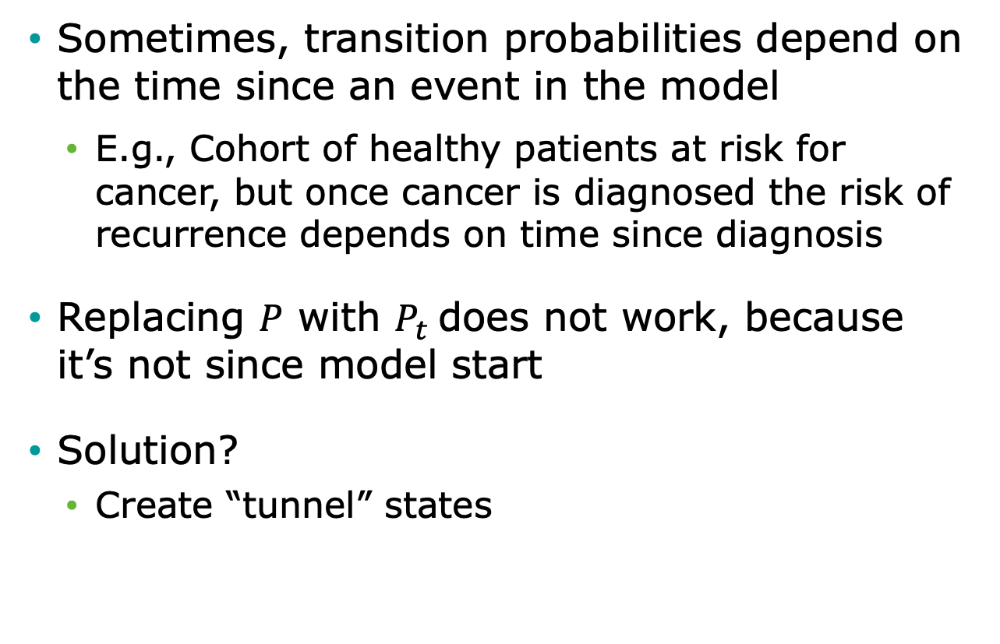 • Sometimes, transition probabilities depend on
the time since an event in the model
• E.g., Cohort of healthy patients at risk for
cancer, but once cancer is diagnosed the risk of
recurrence depends on time since diagnosis
• Replacing P with P_t does not work, because
it’s not since model start
• Solution?
• Create “tunnel” states